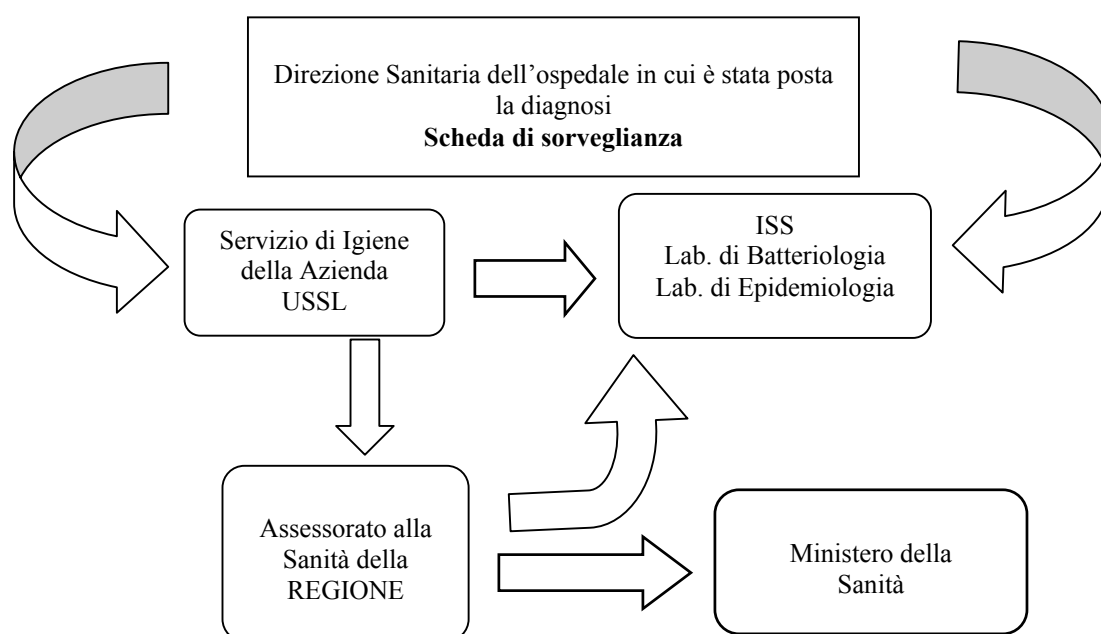 Direzione Sanitaria dell’ospedale in cui è stata posta
la diagnosi
Scheda di sorveglianza
Servizio di Igiene
della Azienda
USSL
ISS
Lab. di Batteriologia
Lab. di Epidemiologia
Assessorato alla
Sanità della
REGIONE
Ministero della
Sanità